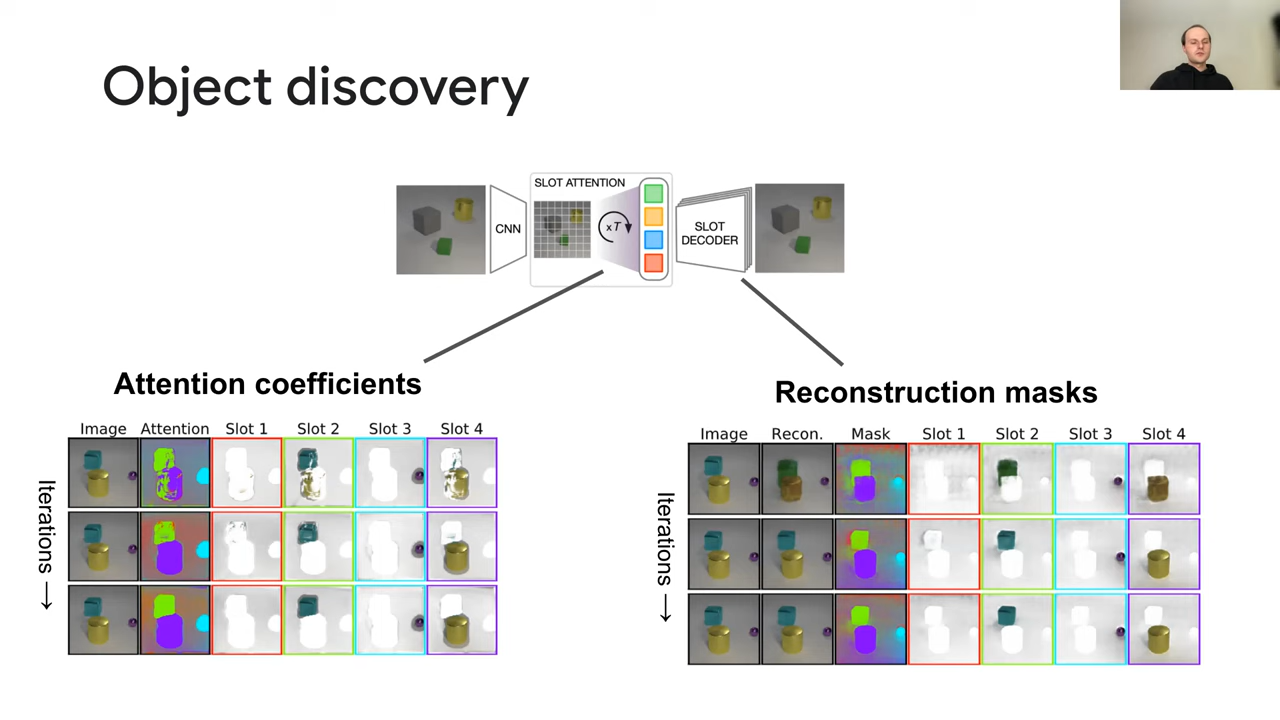 Object discovery
SLOT ATTENTION
CNN
xT
SLOT
DECODER
Attention coefficients
Image Attention Slot 1 Slot 2 Slot 3 Slot 4
Iterations →
Reconstruction masks
Image Recon. Mask Slot 1 Slot 2 Slot 3 Slot 4
Iterations →